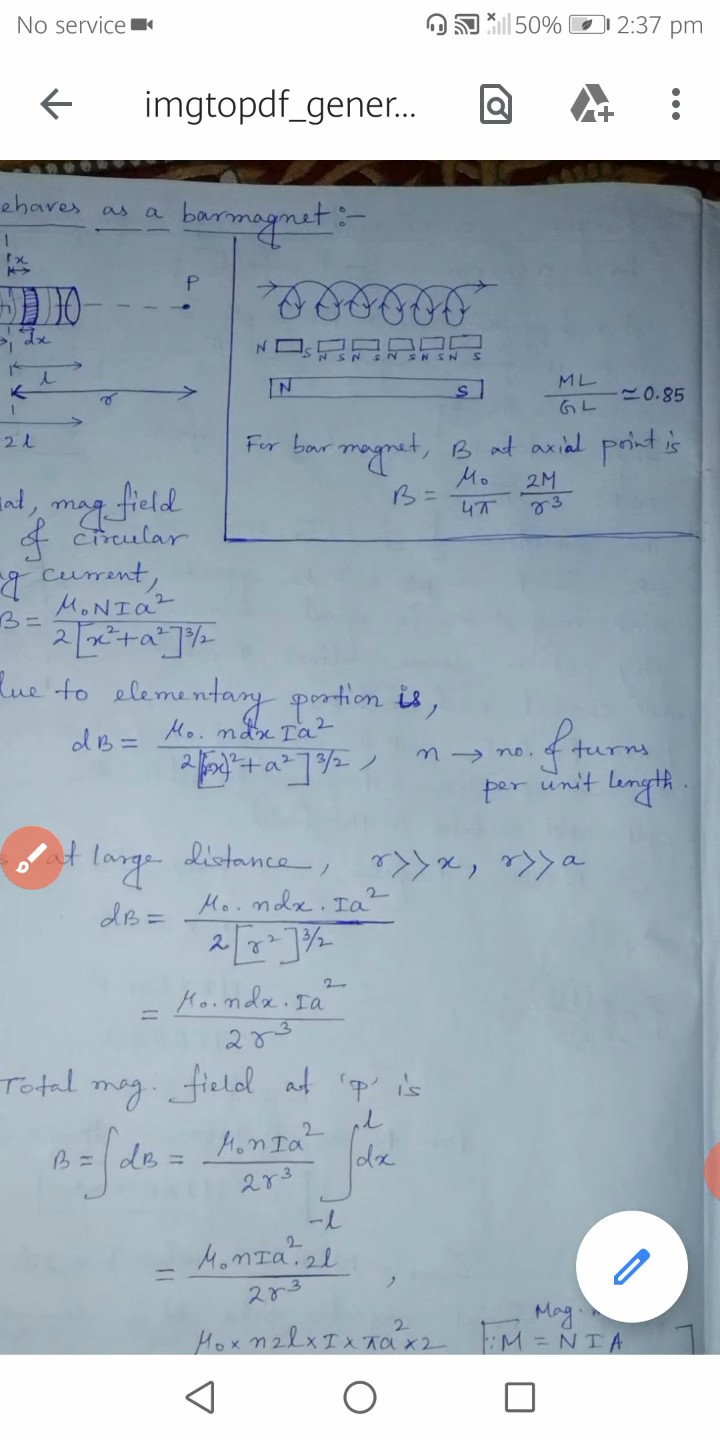 No service 50% 2:37 pm
imgtopdf_gener...
ehaves as a barmagnet:-
x
P
dx
l
r
2l
N S N S N S N S N S N S
N S
ML/GL ≃ 0.85
For bar magnet, B at axial point is
B = μ₀/4π 2M/r³
mag field
of circular
g current,
B = μ₀NIa²/2[x²+a²]^3/2
due to elementary portion is,
dB = μ₀. ndx Ia²/2[(r-x)²+a²]^3/2, n → no. of turns
per unit length.
at large distance, r>>x, r>>a
dB = μ₀. ndx. Ia²/2[r²]^3/2
= μ₀. ndx. Ia²/2r³
Total mag. field at 'p' is
B = ∫dB = μ₀nIa²/2r³ ∫_{-l}^{l} dx
= μ₀nIa². 2l/2r³ ,
Mag.
μ₀ x n2l x I x πa² x 2 [∵ M = NIA ]